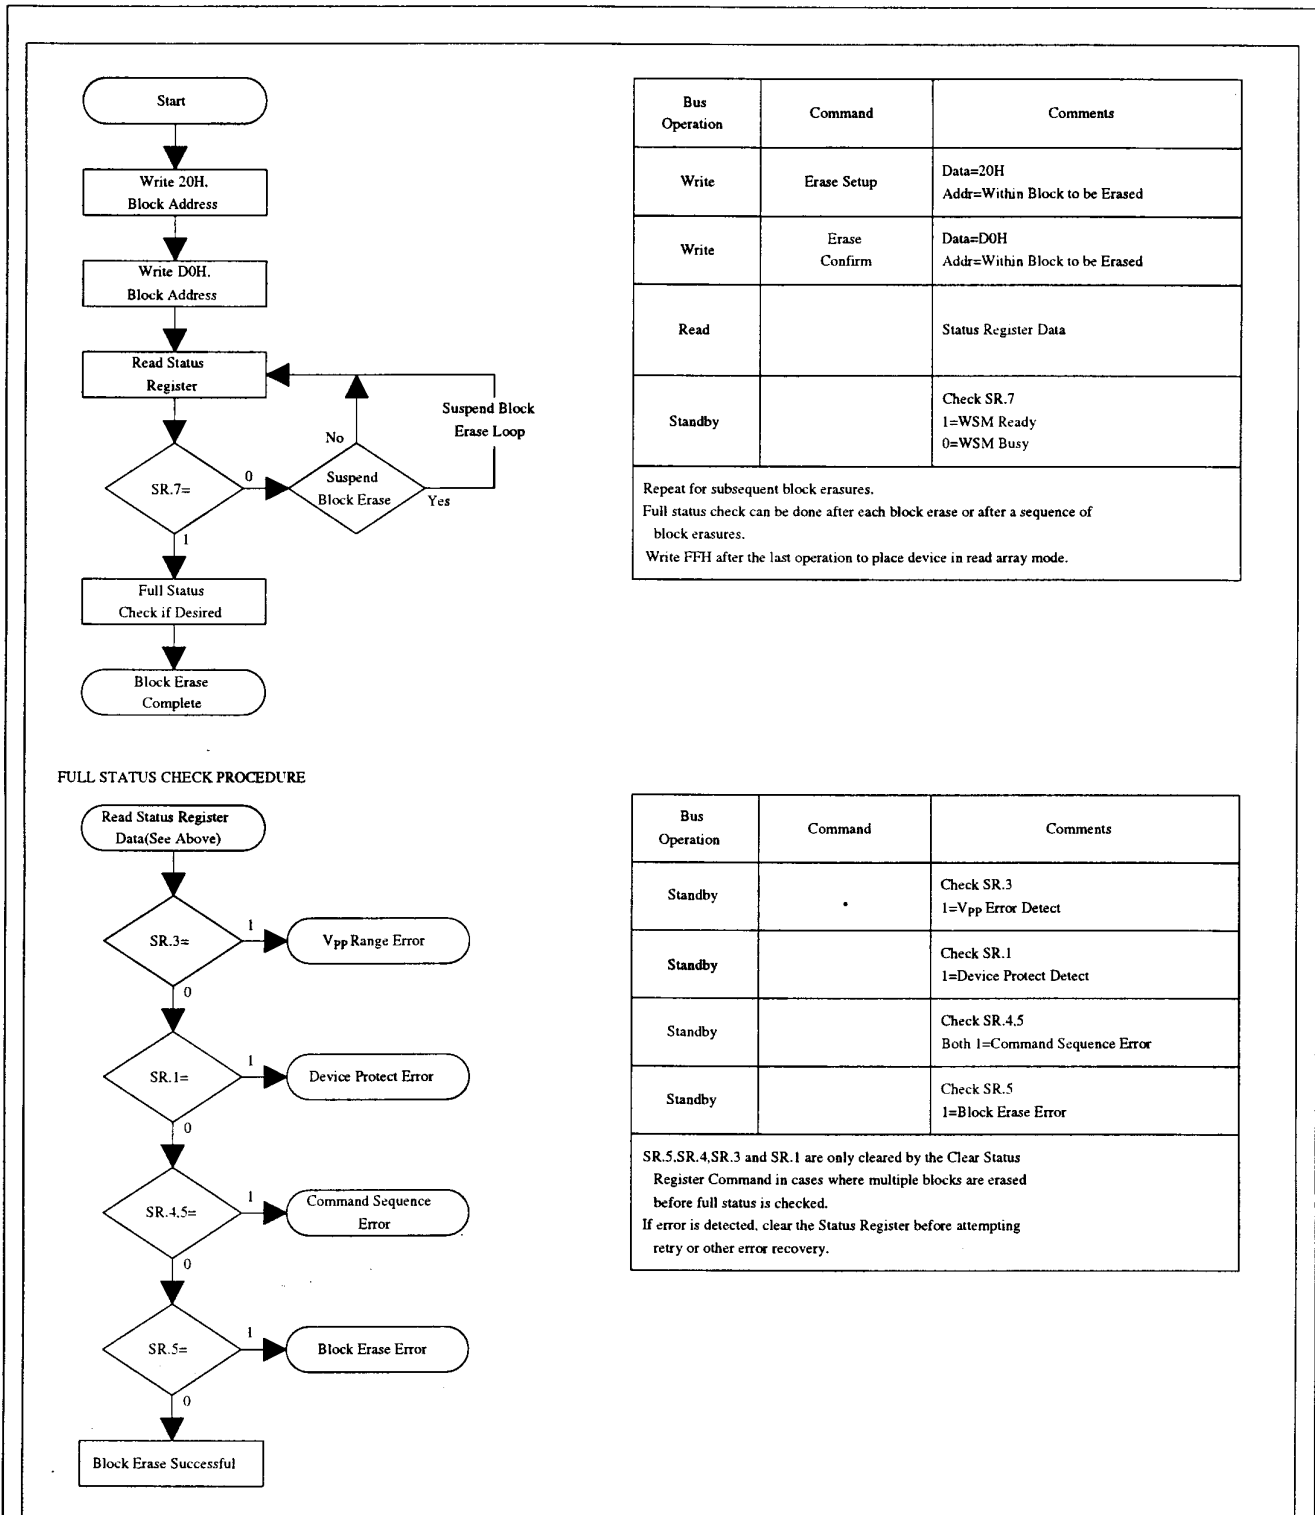 Start
Write 20H,
Block Address
Write D0H,
Block Address
Read Status
Register
Suspend Block
Erase Loop
No
SR.7=
0
Suspend
Block Erase
Yes
1
Full Status
Check if Desired
Block Erase
Complete
Bus
Operation
Command
Comments
Write
Erase Setup
Data=20H
Addr=Within Block to be Erased
Write
Erase
Confirm
Data=D0H
Addr=Within Block to be Erased
Read
Status Register Data
Standby
Check SR.7
1=WSM Ready
0=WSM Busy
Repeat for subsequent block erasures.
Full status check can be done after each block erase or after a sequence of
block erasures.
Write FFH after the last operation to place device in read array mode.
FULL STATUS CHECK PROCEDURE
Read Status Register
Data(See Above)
SR.3=
1
VPP Range Error
0
SR.1=
1
Device Protect Error
0
SR.4,5=
1
Command Sequence
Error
0
SR.5=
1
Block Erase Error
0
Block Erase Successful
Bus
Operation
Command
Comments
Standby
Check SR.3
1=VPP Error Detect
Standby
Check SR.1
1=Device Protect Detect
Standby
Check SR.4,5
Both 1=Command Sequence Error
Standby
Check SR.5
1=Block Erase Error
SR.5,SR.4,SR.3 and SR.1 are only cleared by the Clear Status
Register Command in cases where multiple blocks are erased
before full status is checked.
If error is detected, clear the Status Register before attempting
retry or other error recovery.